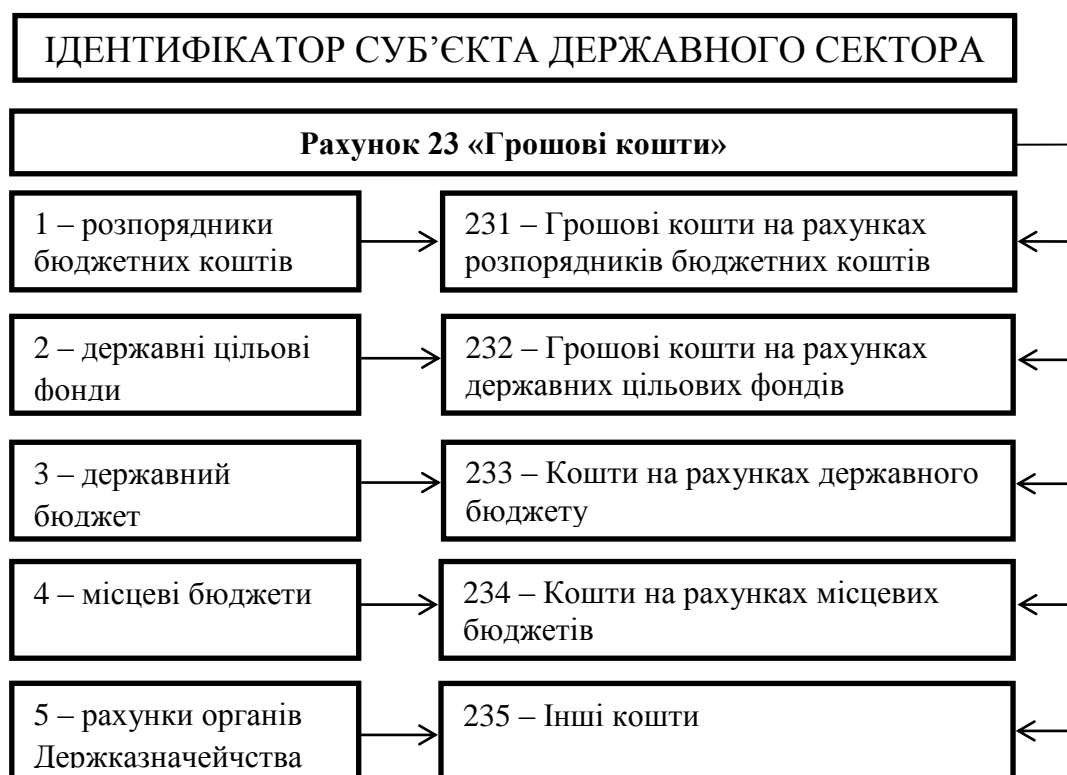 ІДЕНТИФІКАТОР СУБ’ЄКТА ДЕРЖАВНОГО СЕКТОРА
Рахунок 23 «Грошові кошти»
1 – розпорядники
бюджетних коштів
231 – Грошові кошти на рахунках
розпорядників бюджетних коштів
2 – державні цільові
фонди
232 – Грошові кошти на рахунках
державних цільових фондів
3 – державний
бюджет
233 – Кошти на рахунках державного
бюджету
4 – місцеві бюджети
234 – Кошти на рахунках місцевих
бюджетів
5 – рахунки органів
Держказначейчства
235 – Інші кошти